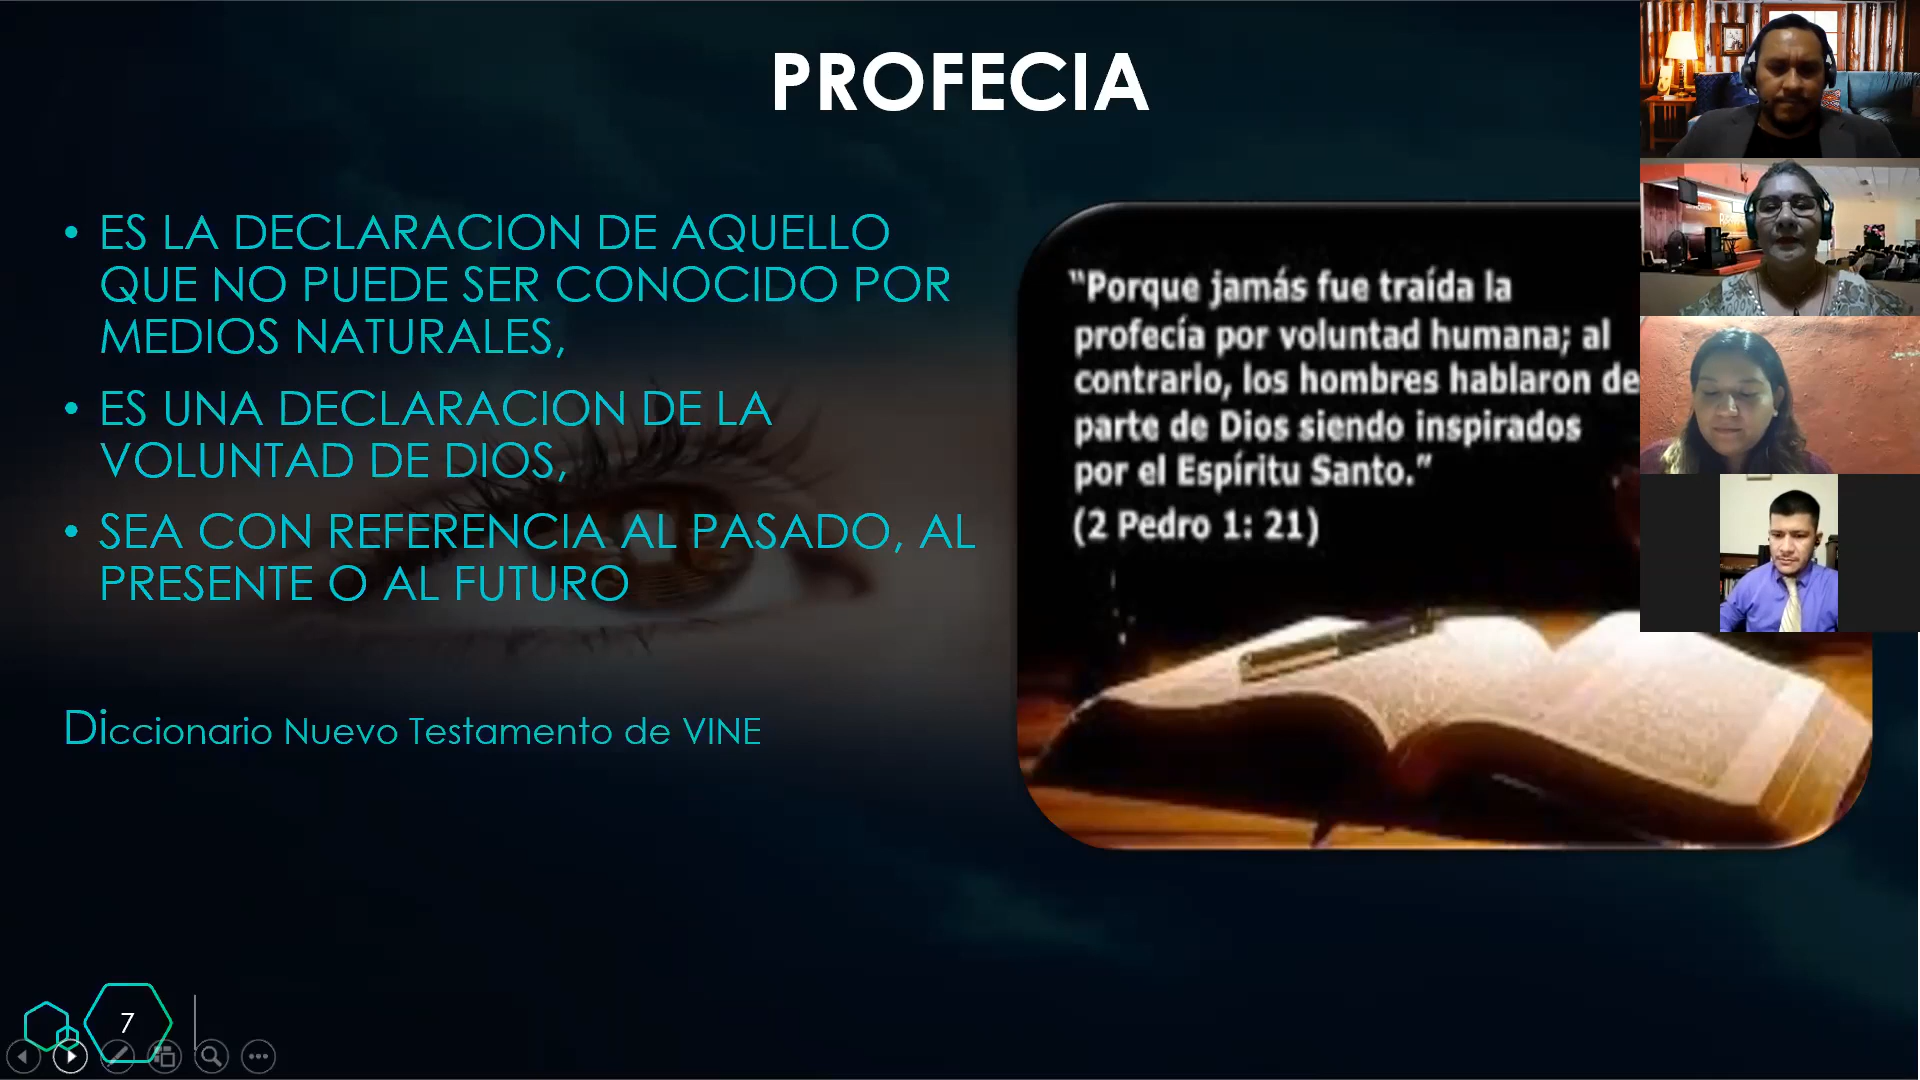 PROFECIA
• ES LA DECLARACION DE AQUELLO
QUE NO PUEDE SER CONOCIDO POR
MEDIOS NATURALES,
• ES UNA DECLARACION DE LA
VOLUNTAD DE DIOS,
• SEA CON REFERENCIA AL PASADO, AL
PRESENTE O AL FUTURO
Diccionario Nuevo Testamento de VINE
“Porque jamás fue traída la
profecía por voluntad humana; al
contrario, los hombres hablaron de
parte de Dios siendo inspirados
por el Espíritu Santo.”
(2 Pedro 1: 21)
7